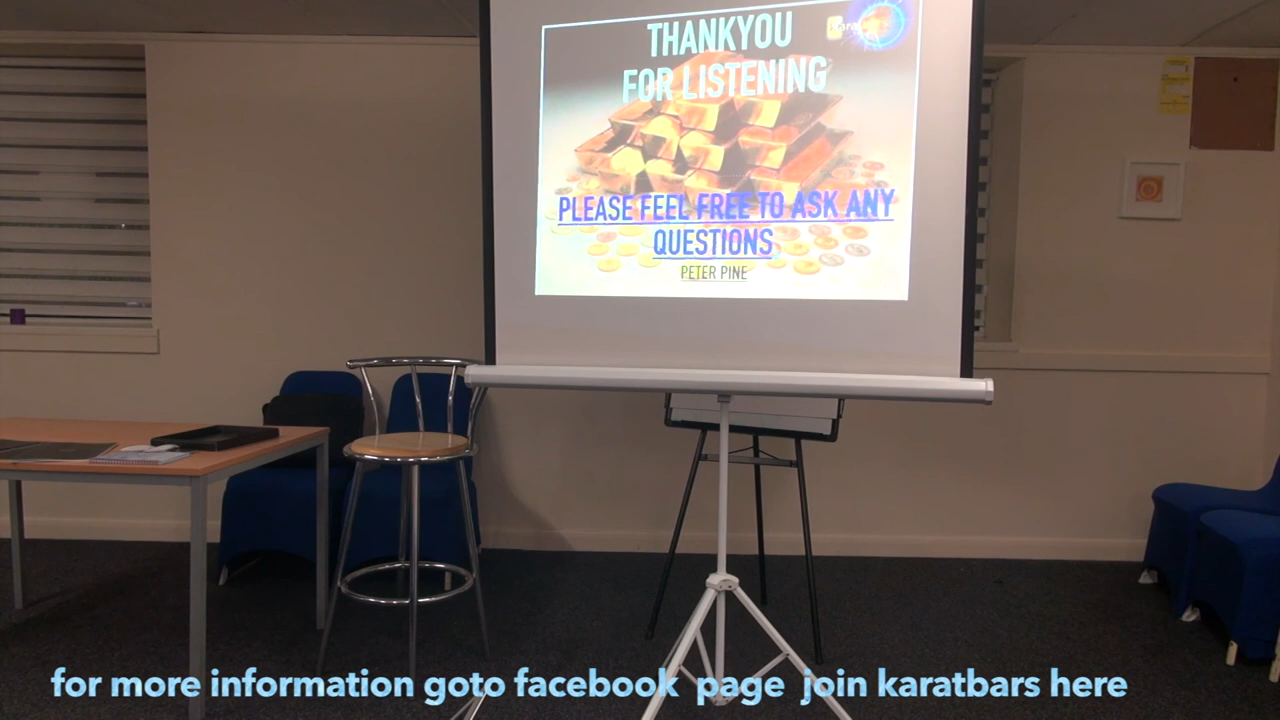 THANKYOU
FOR LISTENING
PLEASE FEEL FREE TO ASK ANY
QUESTIONS
PETER PINE
for more information goto facebook page join karatbars here